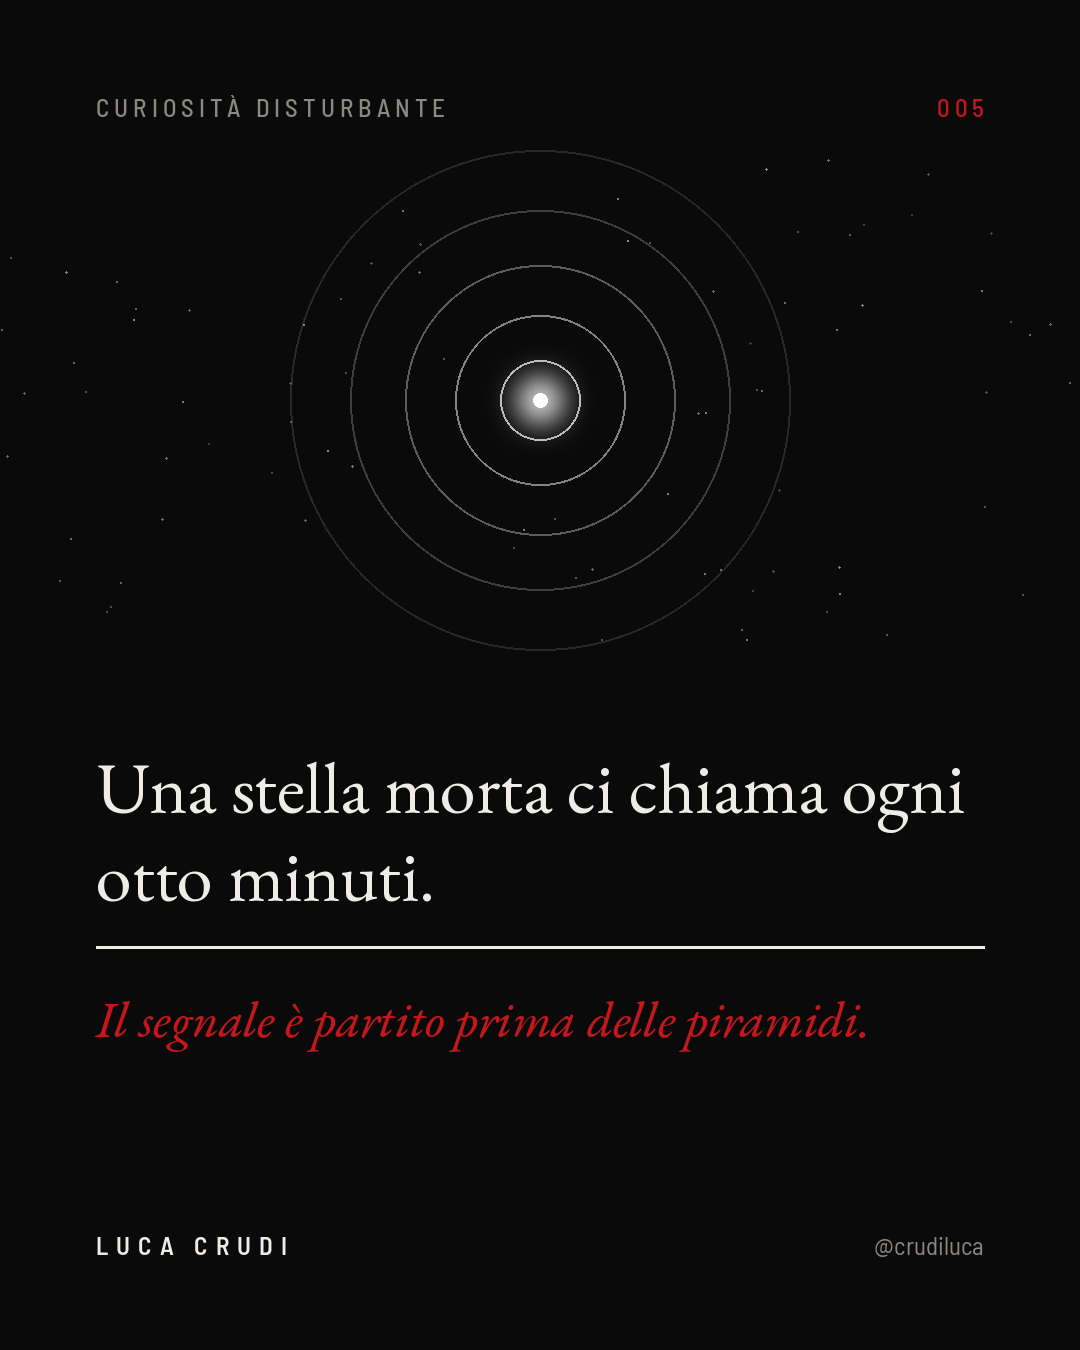 CURIOSITÀ DISTURBANTE
005
Una stella morta ci chiama ogni
otto minuti.
Il segnale è partito prima delle piramidi.
LUCA CRUDI
@crudiluca